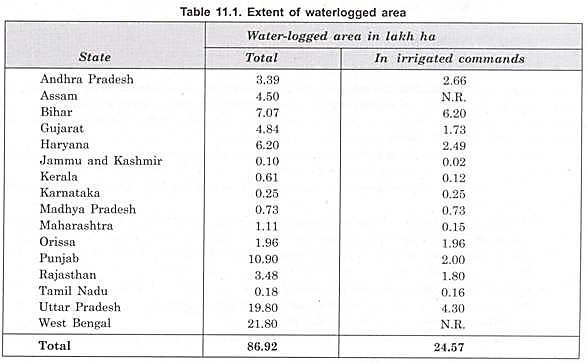 Table 11.1. Extent of waterlogged area
State Water-logged area in lakh ha
Total In irrigated commands
Andhra Pradesh 3.39 2.66
Assam 4.50 N.R.
Bihar 7.07 6.20
Gujarat 4.84 1.73
Haryana 6.20 2.49
Jammu and Kashmir 0.10 0.02
Kerala 0.61 0.12
Karnataka 0.25 0.25
Madhya Pradesh 0.73 0.73
Maharashtra 1.11 0.15
Orissa 1.96 1.96
Punjab 10.90 2.00
Rajasthan 3.48 1.80
Tamil Nadu 0.18 0.16
Uttar Pradesh 19.80 4.30
West Bengal 21.80 N.R.
Total 86.92 24.57